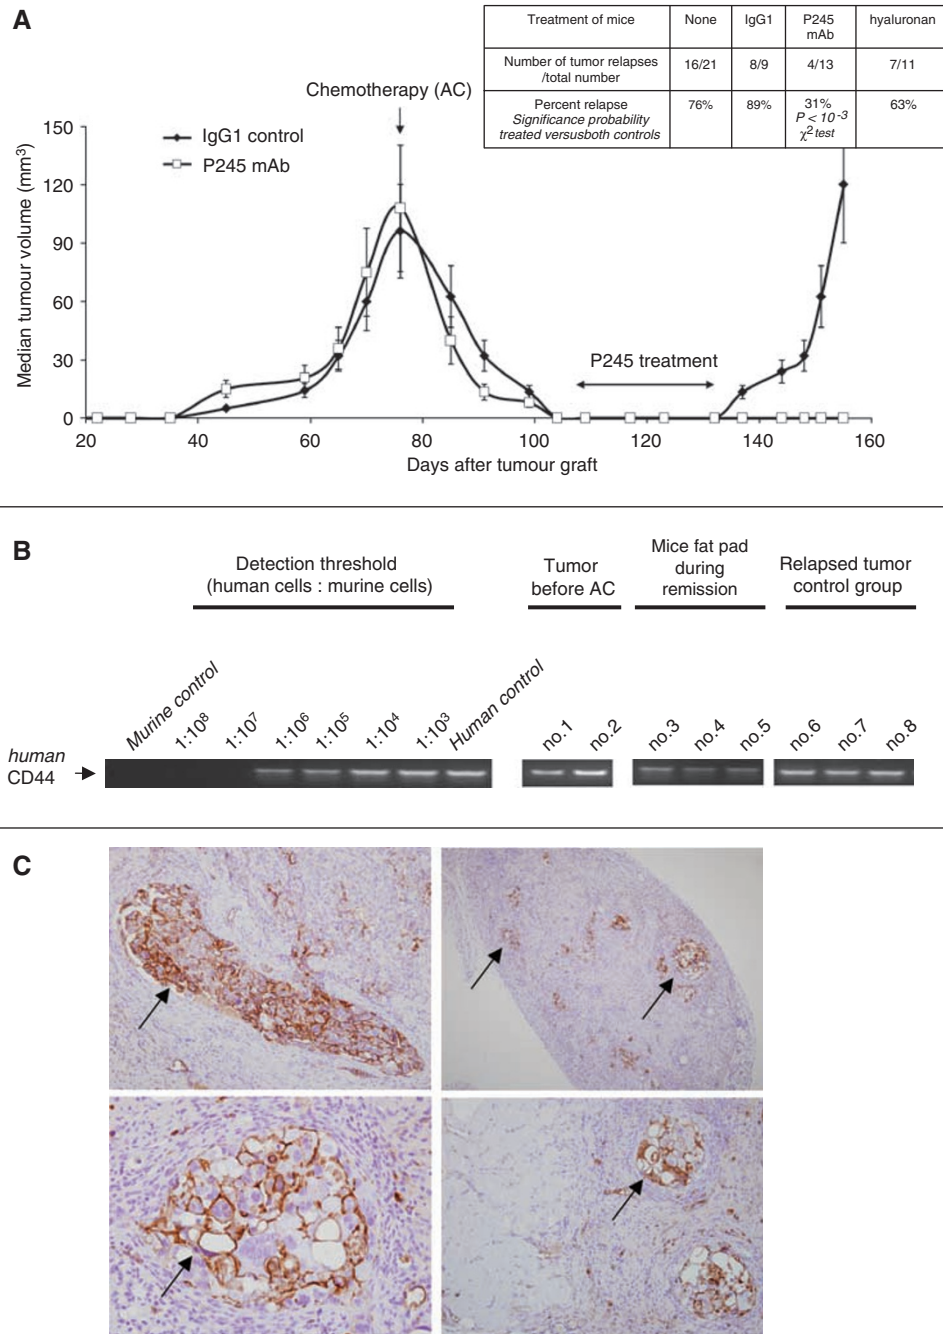 A
Treatment of mice None IgG1 P245 mAb hyaluronan
Number of tumor relapses /total number 16/21 8/9 4/13 7/11
Percent relapse Significance probability treated versusboth controls 76% 89% 31% P < 10⁻³ χ² test 63%
Chemotherapy (AC)
IgG1 control
P245 mAb
Median tumour volume (mm³)
150
120
90
60
30
0
P245 treatment
20 40 60 80 100 120 140 160
Days after tumour graft
B
Detection threshold
(human cells : murine cells)
Tumor
before AC
Mice fat pad
during
remission
Relapsed tumor
control group
Murine control 1:10⁸ 1:10⁷ 1:10⁶ 1:10⁵ 1:10⁴ 1:10³ Human control no.1 no.2 no.3 no.4 no.5 no.6 no.7 no.8
human
CD44
C